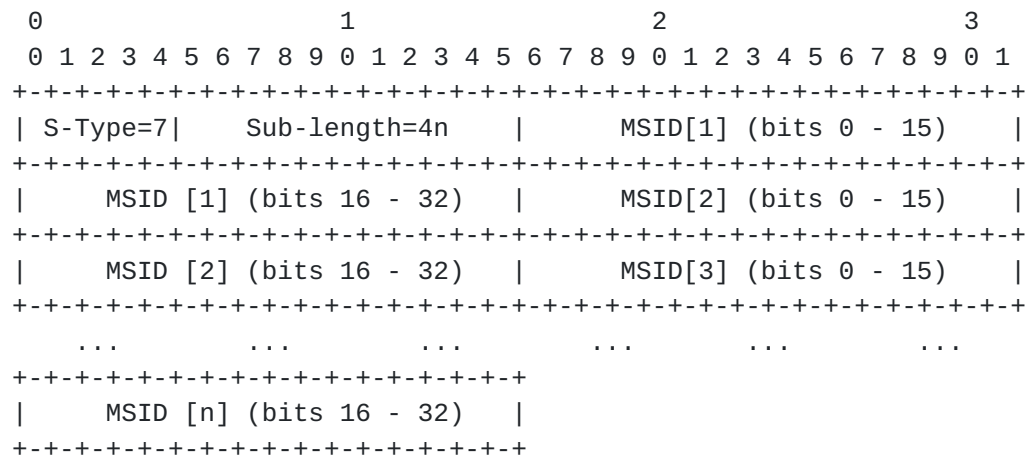 0                   1                   2                   3
 0 1 2 3 4 5 6 7 8 9 0 1 2 3 4 5 6 7 8 9 0 1 2 3 4 5 6 7 8 9 0 1
+-+-+-+-+-+-+-+-+-+-+-+-+-+-+-+-+-+-+-+-+-+-+-+-+-+-+-+-+-+-+-+-+
| S-Type=7|    Sub-length=4n    |      MSID[1] (bits 0 - 15)    |
+-+-+-+-+-+-+-+-+-+-+-+-+-+-+-+-+-+-+-+-+-+-+-+-+-+-+-+-+-+-+-+-+
|     MSID [1] (bits 16 - 32)   |      MSID[2] (bits 0 - 15)    |
+-+-+-+-+-+-+-+-+-+-+-+-+-+-+-+-+-+-+-+-+-+-+-+-+-+-+-+-+-+-+-+-+
|     MSID [2] (bits 16 - 32)   |      MSID[3] (bits 0 - 15)    |
+-+-+-+-+-+-+-+-+-+-+-+-+-+-+-+-+-+-+-+-+-+-+-+-+-+-+-+-+-+-+-+-+
    ...        ...        ...        ...       ...        ...
+-+-+-+-+-+-+-+-+-+-+-+-+-+-+-+-+
|     MSID [n] (bits 16 - 32)   |
+-+-+-+-+-+-+-+-+-+-+-+-+-+-+-+-+